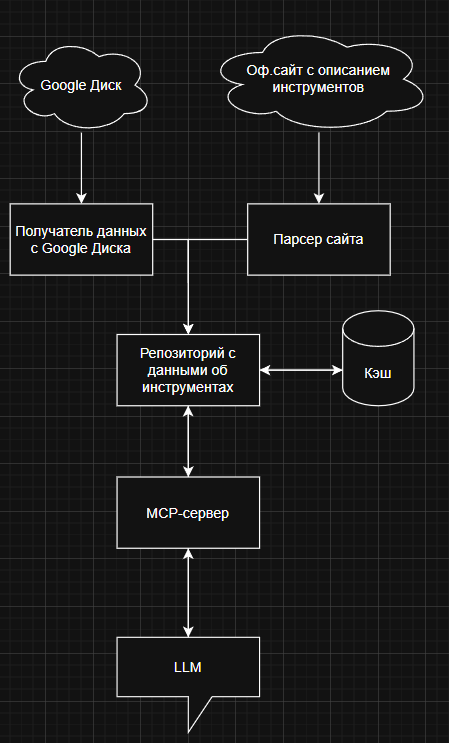 Google Диск
Оф.сайт с описанием
инструментов
Получатель данных
с Google Диска
Парсер сайта
Репозиторий с
данными об
инструментах
Кэш
MCP-сервер
LLM